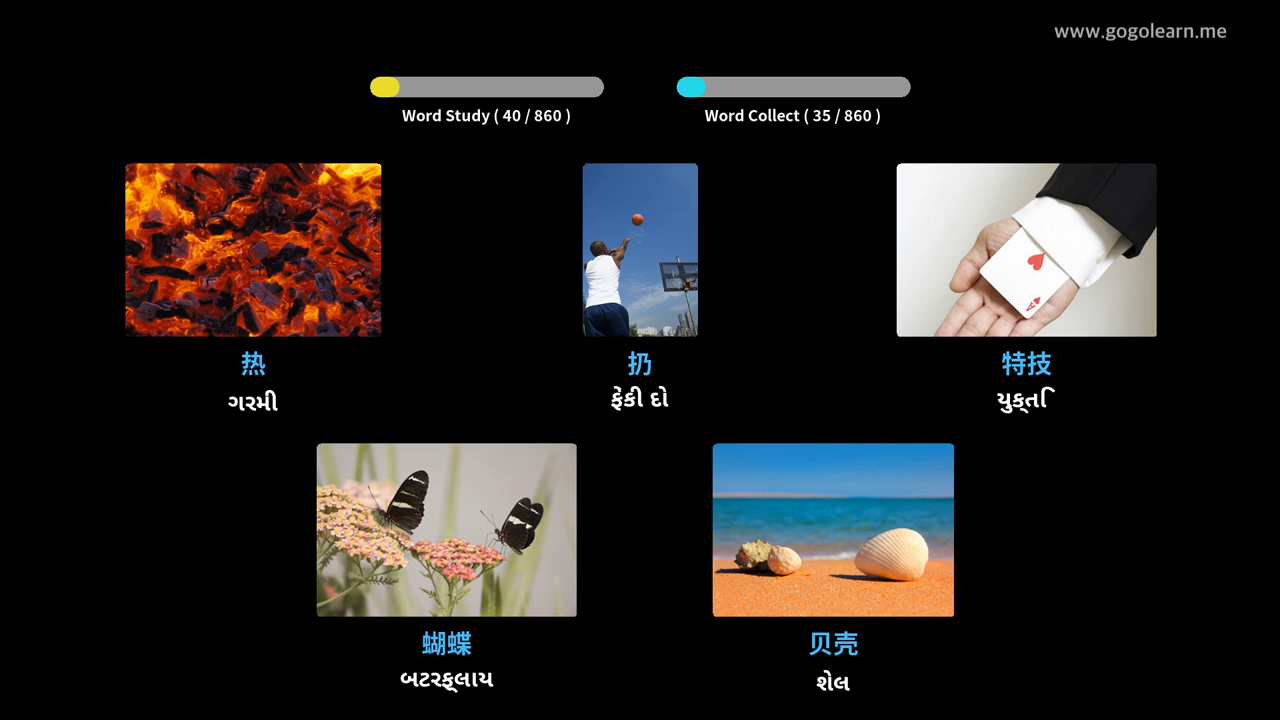 www.gogolearn.me
Word Study ( 40 / 860 )
Word Collect ( 35 / 860 )
热
ગરમી
扔
ફેંકી દો
特技
યુક્તિ
蝴蝶
બટરફ્લાય
贝壳
શેલ